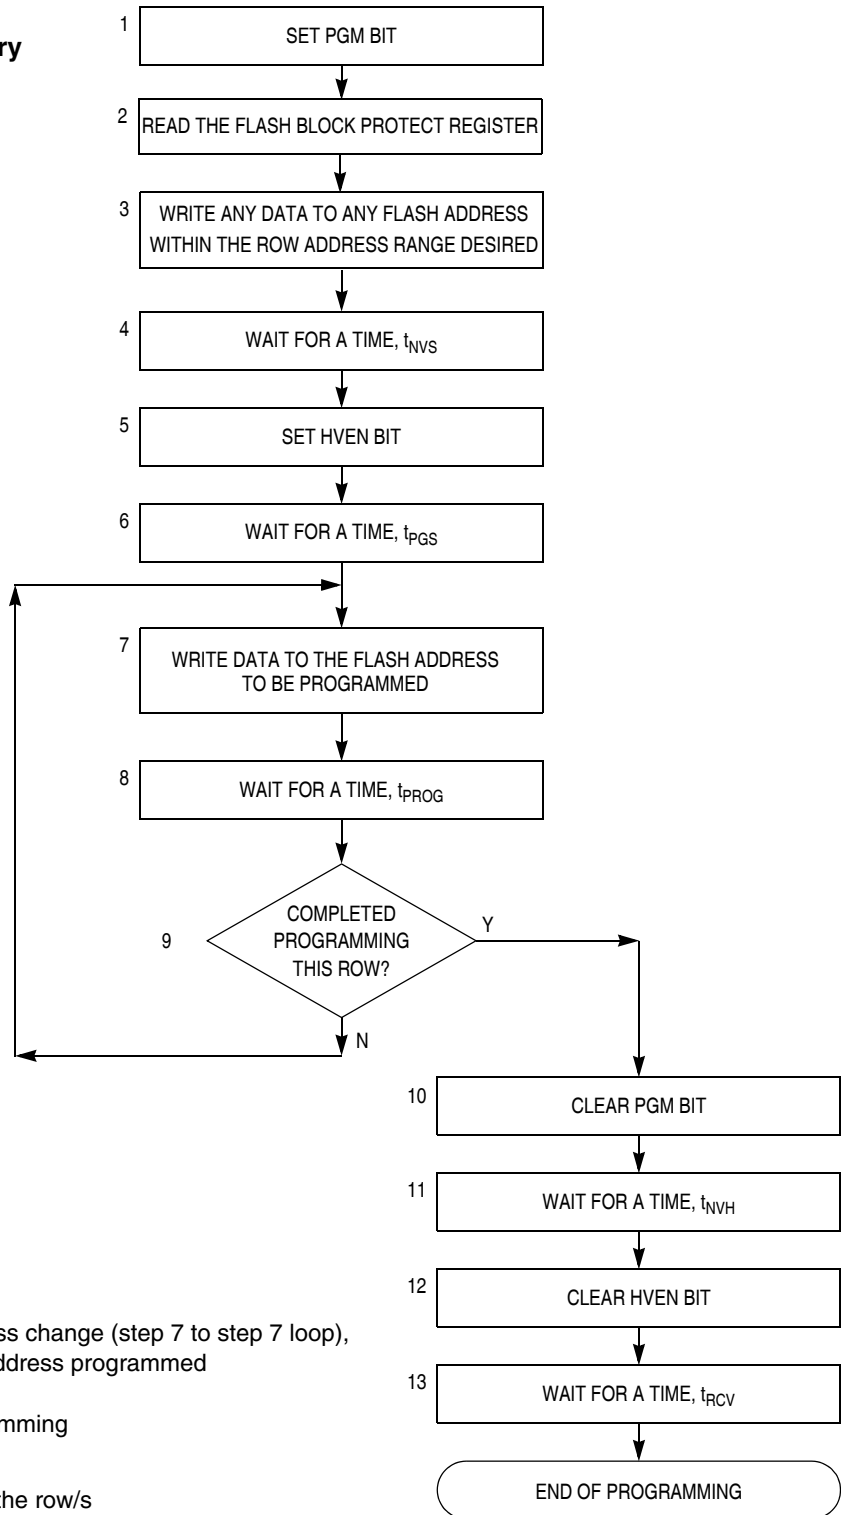 1
SET PGM BIT
2
READ THE FLASH BLOCK PROTECT REGISTER
3
WRITE ANY DATA TO ANY FLASH ADDRESS
WITHIN THE ROW ADDRESS RANGE DESIRED
4
WAIT FOR A TIME, tNVS
5
SET HVEN BIT
6
WAIT FOR A TIME, tPGS
7
WRITE DATA TO THE FLASH ADDRESS
TO BE PROGRAMMED
8
WAIT FOR A TIME, tPROG
9
COMPLETED
PROGRAMMING
THIS ROW?
Y
N
10
CLEAR PGM BIT
11
WAIT FOR A TIME, tNVH
12
CLEAR HVEN BIT
13
WAIT FOR A TIME, tRCV
END OF PROGRAMMING
change (step 7 to step 7 loop),
programmed
the row/s